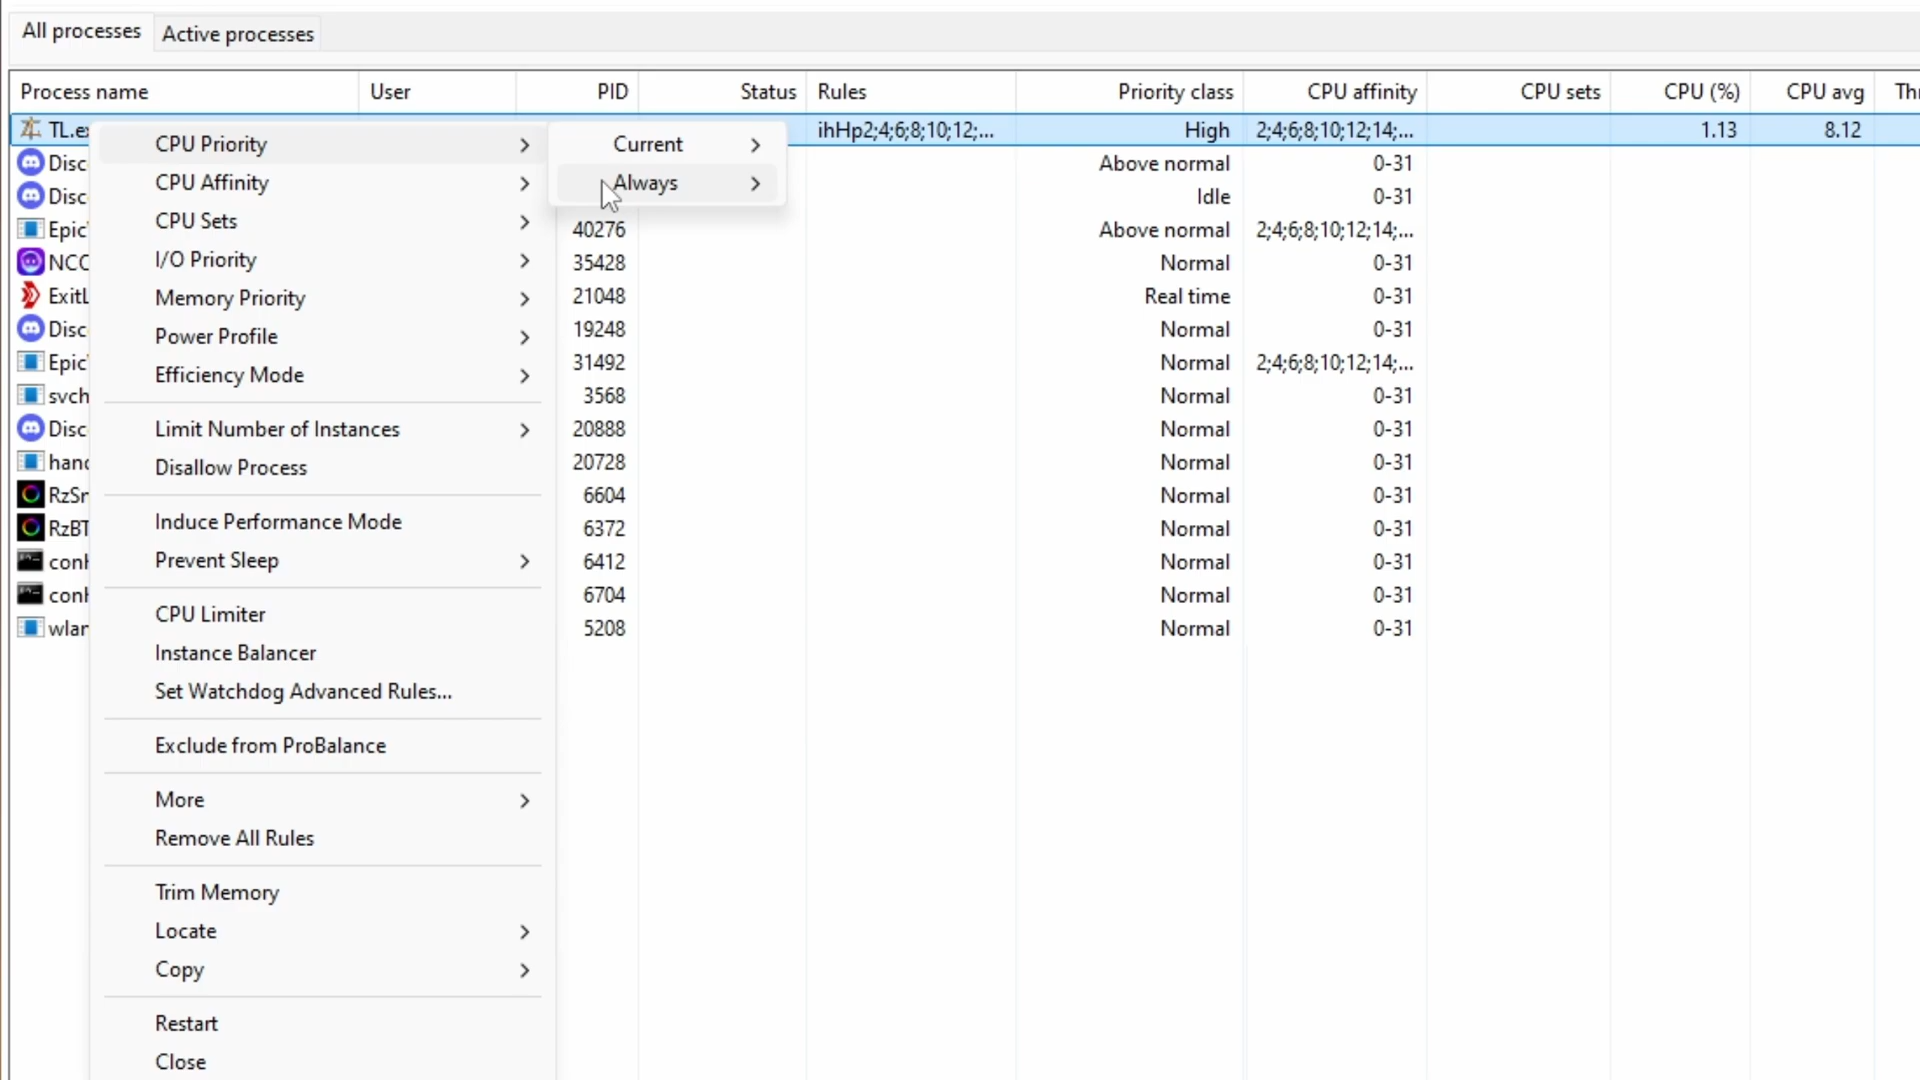 All processes Active processes
Process name User PID Status Rules Priority class CPU affinity CPU sets CPU (%) CPU avg Thr
TL.ex ihHp2;4;6;8;10;12;... High 2;4;6;8;10;12;14;... 1.13 8.12
CPU Priority
Current
Disc Above normal 0-31
CPU Affinity
Always
Disc Idle 0-31
CPU Sets
Epic 40276 Above normal 2;4;6;8;10;12;14;...
I/O Priority
NCC 35428 Normal 0-31
Memory Priority
ExitL 21048 Real time 0-31
Power Profile
Disc 19248 Normal 0-31
Efficiency Mode
Epic 31492 Normal 2;4;6;8;10;12;14;...
svch 3568 Normal 0-31
Limit Number of Instances
Disc 20888 Normal 0-31
Disallow Process
hand 20728 Normal 0-31
RzSr 6604 Normal 0-31
Induce Performance Mode
RzBT 6372 Normal 0-31
Prevent Sleep
conh 6412 Normal 0-31
conh 6704 Normal 0-31
CPU Limiter
wlan 5208 Normal 0-31
Instance Balancer
Set Watchdog Advanced Rules...
Exclude from ProBalance
More
Remove All Rules
Trim Memory
Locate
Copy
Restart
Close